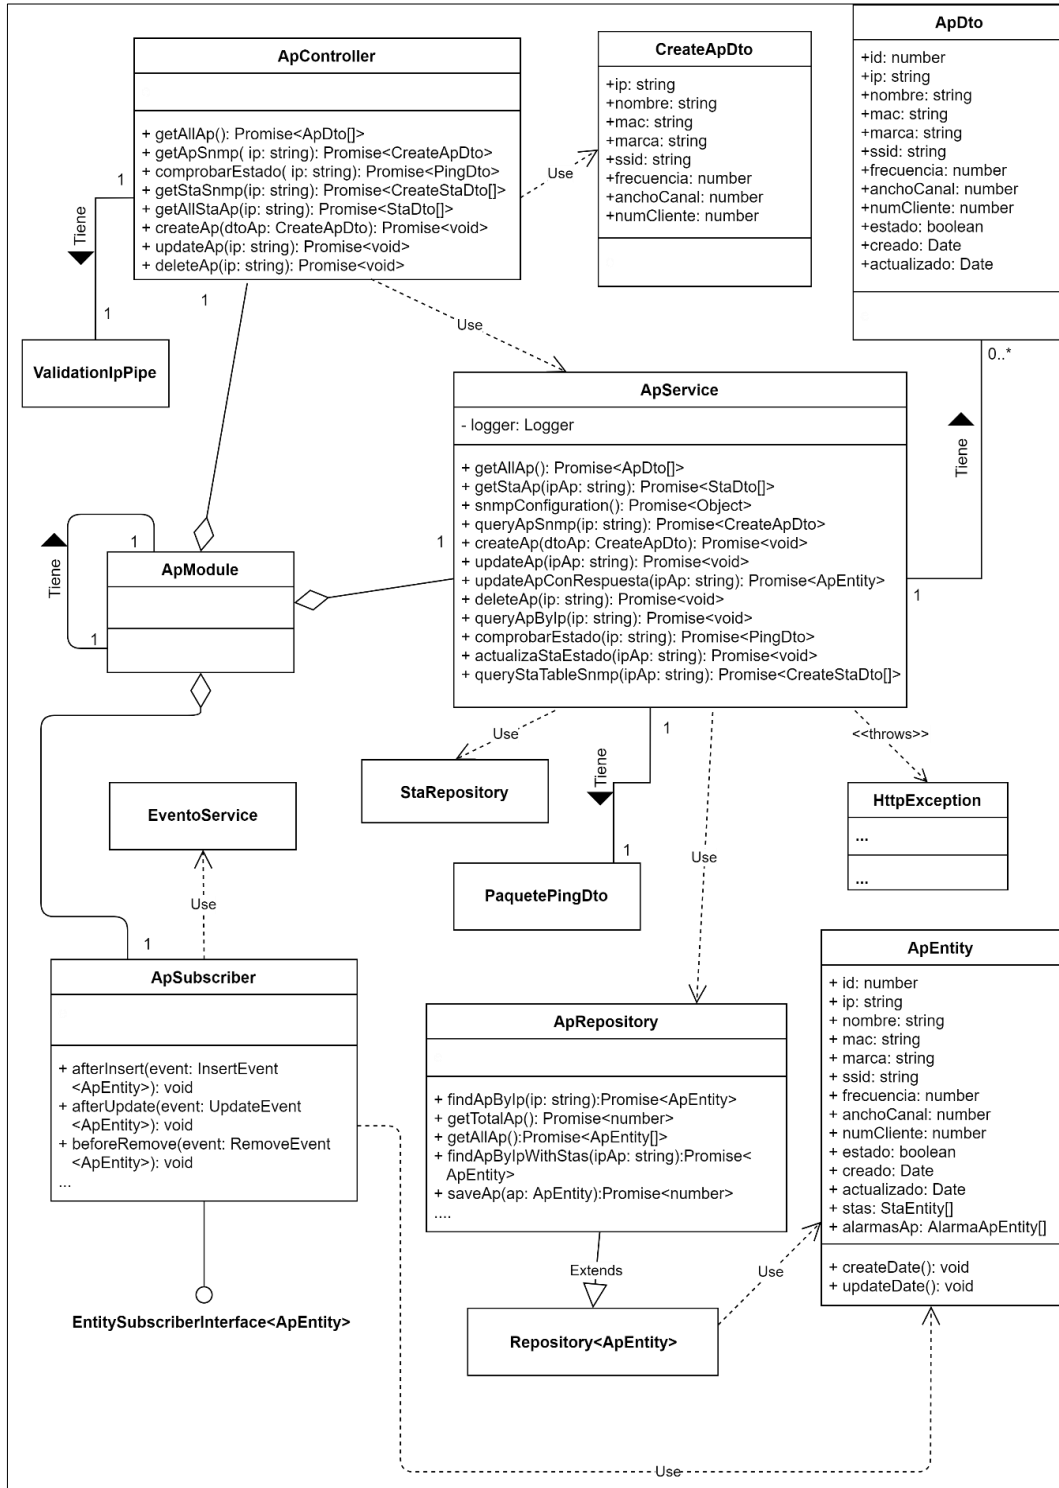 ApController
+ getAllAp(): Promise<ApDto[]>
+ getApSnmp( ip: string): Promise<CreateApDto>
+ comprobarEstado( ip: string): Promise<PingDto>
+ getStaSnmp(ip: string): Promise<CreateStaDto[]>
+ getAllStaAp(ip: string): Promise<StaDto[]>
+ createAp(dtoAp: CreateApDto): Promise<void>
+ updateAp(ip: string): Promise<void>
+ deleteAp(ip: string): Promise<void>
CreateApDto
+ip: string
+nombre: string
+mac: string
+marca: string
+ssid: string
+frecuencia: number
+anchoCanal: number
+numCliente: number
ApDto
+id: number
+ip: string
+nombre: string
+mac: string
+marca: string
+ssid: string
+frecuencia: number
+anchoCanal: number
+numCliente: number
+estado: boolean
+creado: Date
+actualizado: Date
Use
1
Tiene
1
1
Use
0..*
ValidationIpPipe
ApService
- logger: Logger
+ getAllAp(): Promise<ApDto[]>
+ getStaAp(ipAp: string): Promise<StaDto[]>
+ snmpConfiguration(): Promise<Object>
+ queryApSnmp(ip: string): Promise<CreateApDto>
+ createAp(dtoAp: CreateApDto): Promise<void>
+ updateAp(ipAp: string): Promise<void>
+ updateApConRespuesta(ipAp: string): Promise<ApEntity>
+ deleteAp(ip: string): Promise<void>
+ queryApByIp(ip: string): Promise<void>
+ comprobarEstado(ip: string): Promise<PingDto>
+ actualizaStaEstado(ipAp: string): Promise<void>
+ queryStaTableSnmp(ipAp: string): Promise<CreateStaDto[]>
Tiene
1
1
1
Tiene
1
ApModule
Use
1
Tiene
1
<<throws>>
StaRepository
EventoService
HttpException
...
...
PaquetePingDto
Use
Use
1
ApSubscriber
+ afterInsert(event: InsertEvent
<ApEntity>): void
+ afterUpdate(event: UpdateEvent
<ApEntity>): void
+ beforeRemove(event: RemoveEvent
<ApEntity>): void
...
ApRepository
+ findApByIp(ip: string):Promise<ApEntity>
+ getTotalAp(): Promise<number>
+ getAllAp():Promise<ApEntity[]>
+ findApByIpWithStas(ipAp: string):Promise<
ApEntity>
+ saveAp(ap: ApEntity):Promise<number>
....
ApEntity
+ id: number
+ ip: string
+ nombre: string
+ mac: string
+ marca: string
+ ssid: string
+ frecuencia: number
+ anchoCanal: number
+ numCliente: number
+ estado: boolean
+ creado: Date
+ actualizado: Date
+ stas: StaEntity[]
+ alarmasAp: AlarmaApEntity[]
+ createDate(): void
+ updateDate(): void
Extends
Use
EntitySubscriberInterface<ApEntity>
Repository<ApEntity>
Use